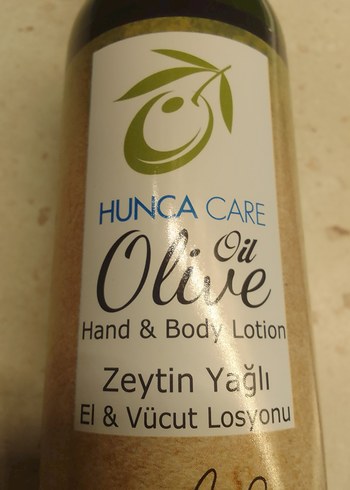 HUNCA CARE
Olive Oil
Hand & Body Lotion
Zeytin Yağlı
El & Vücut Losyonu